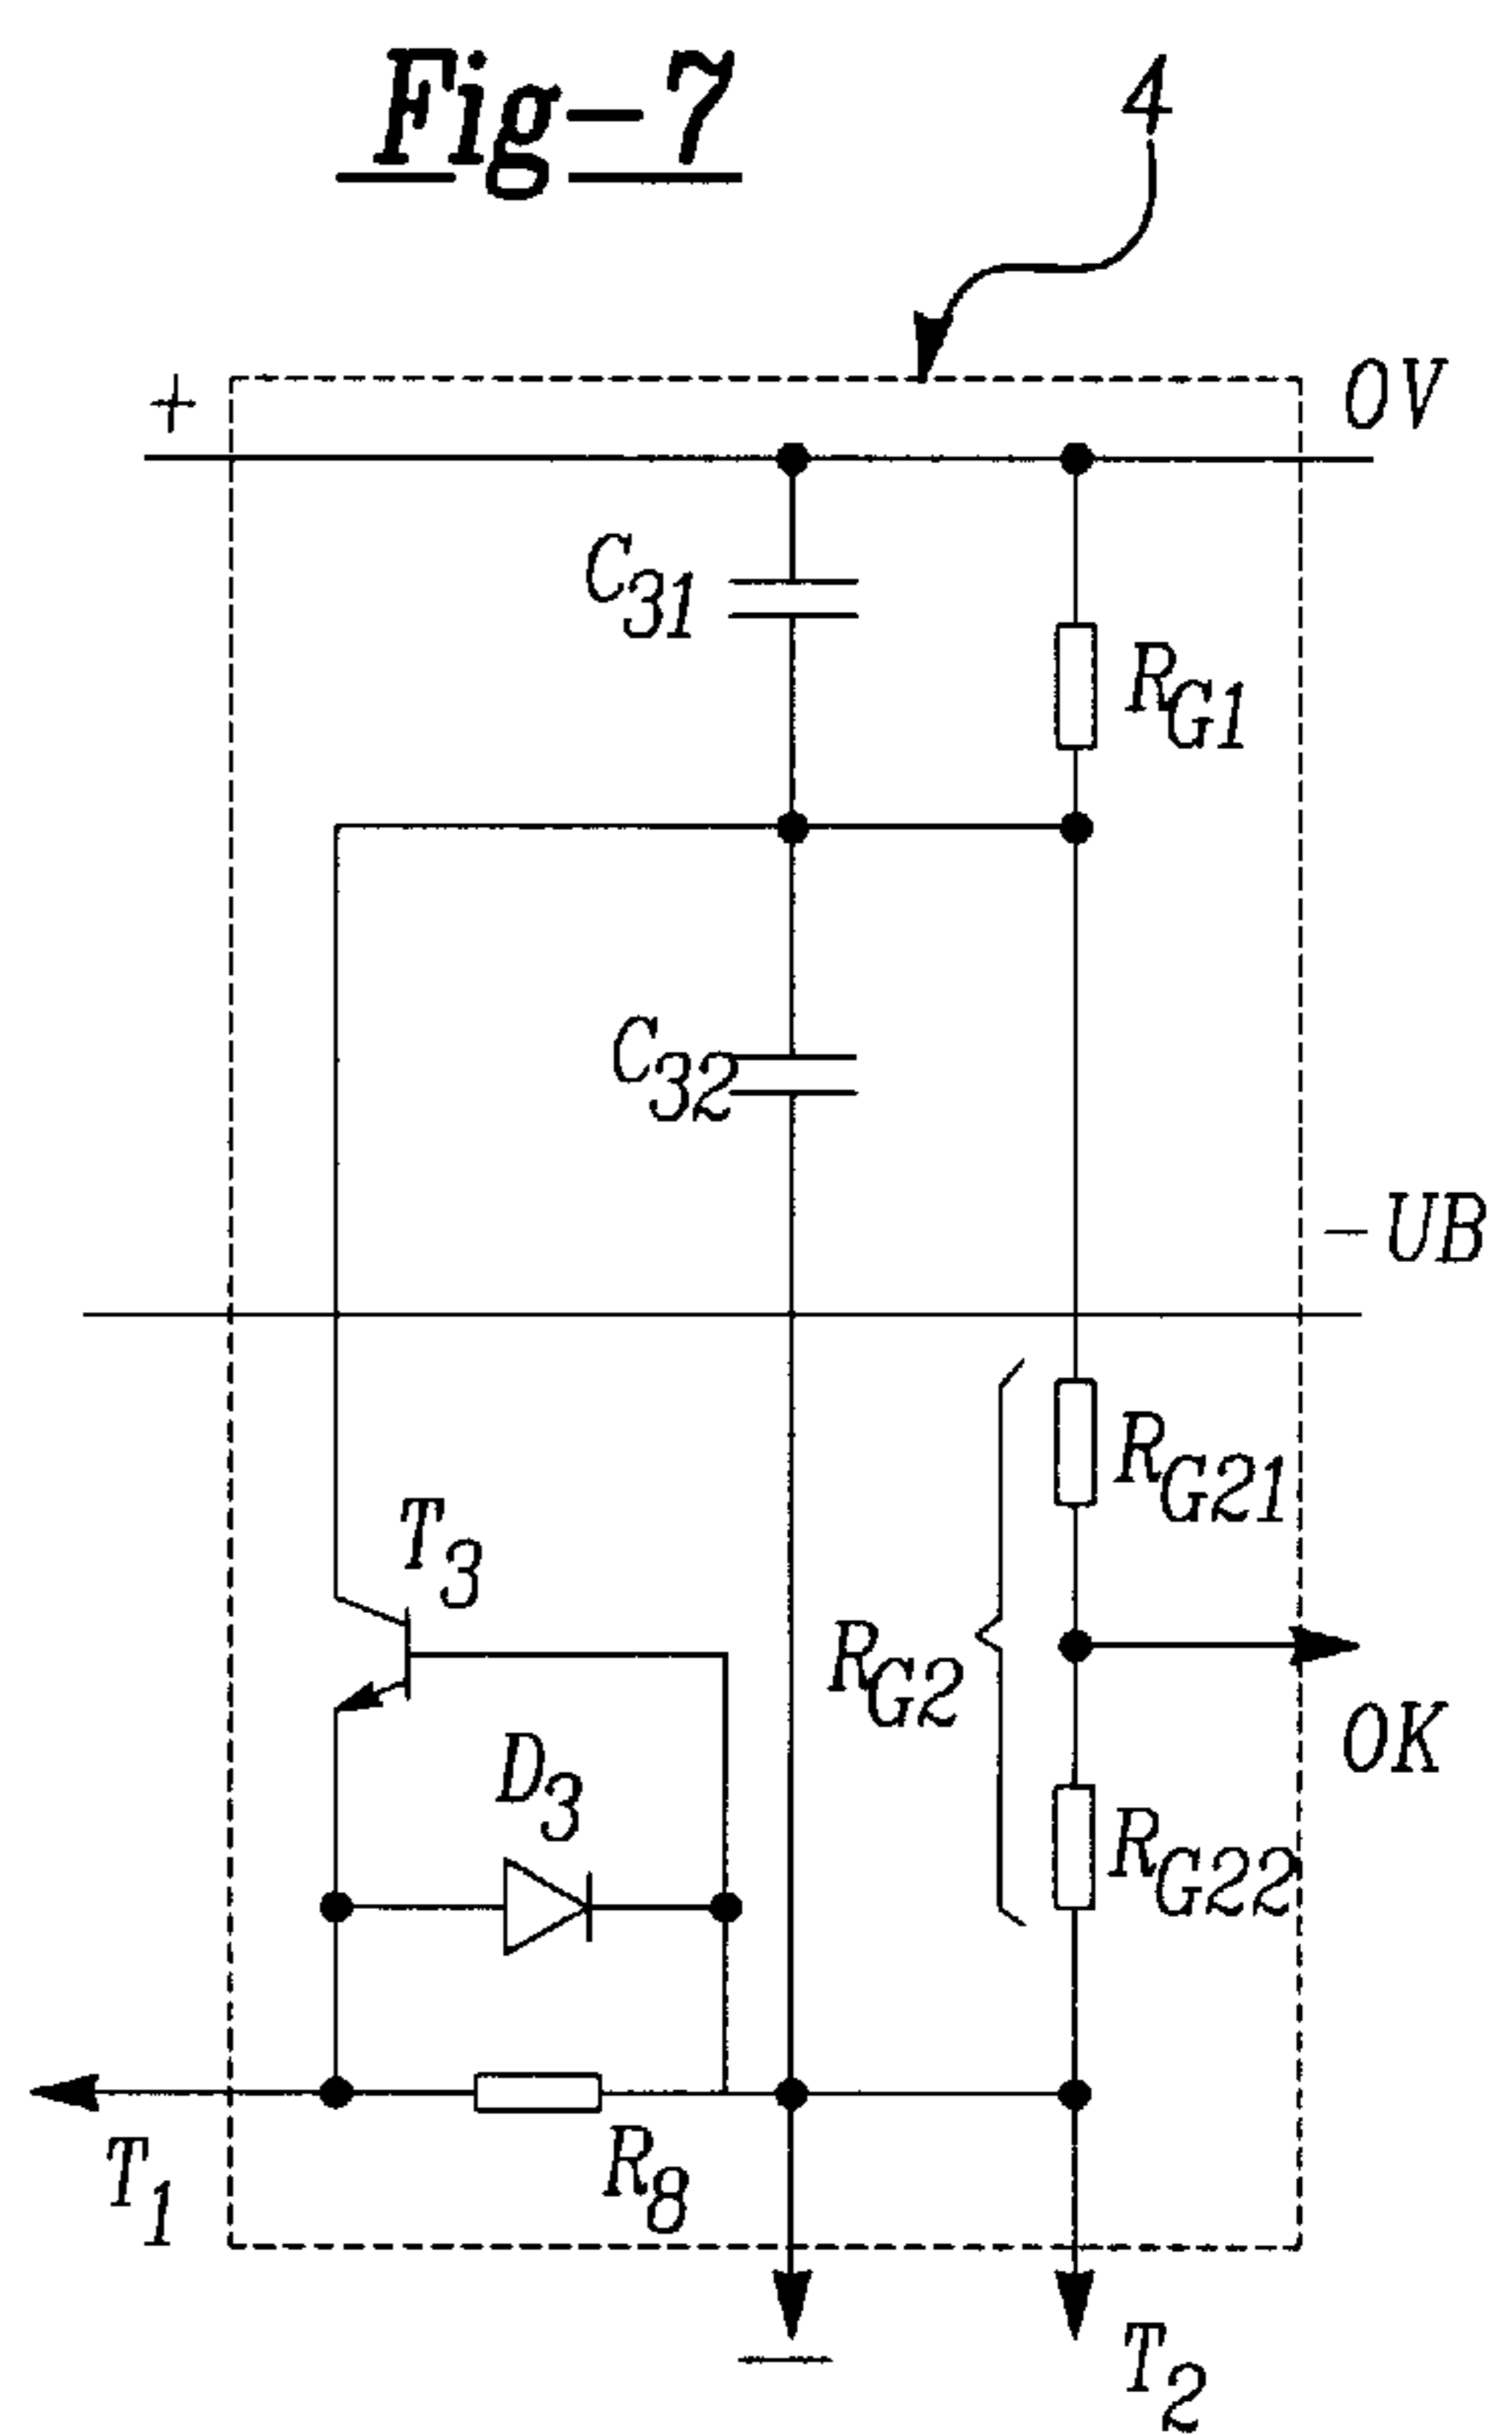 Fig-7
4
+
0V
C31
RG1
C32
-UB
RG21
T3
RG2
OK
D3
RG22
T1
R8
—
T2